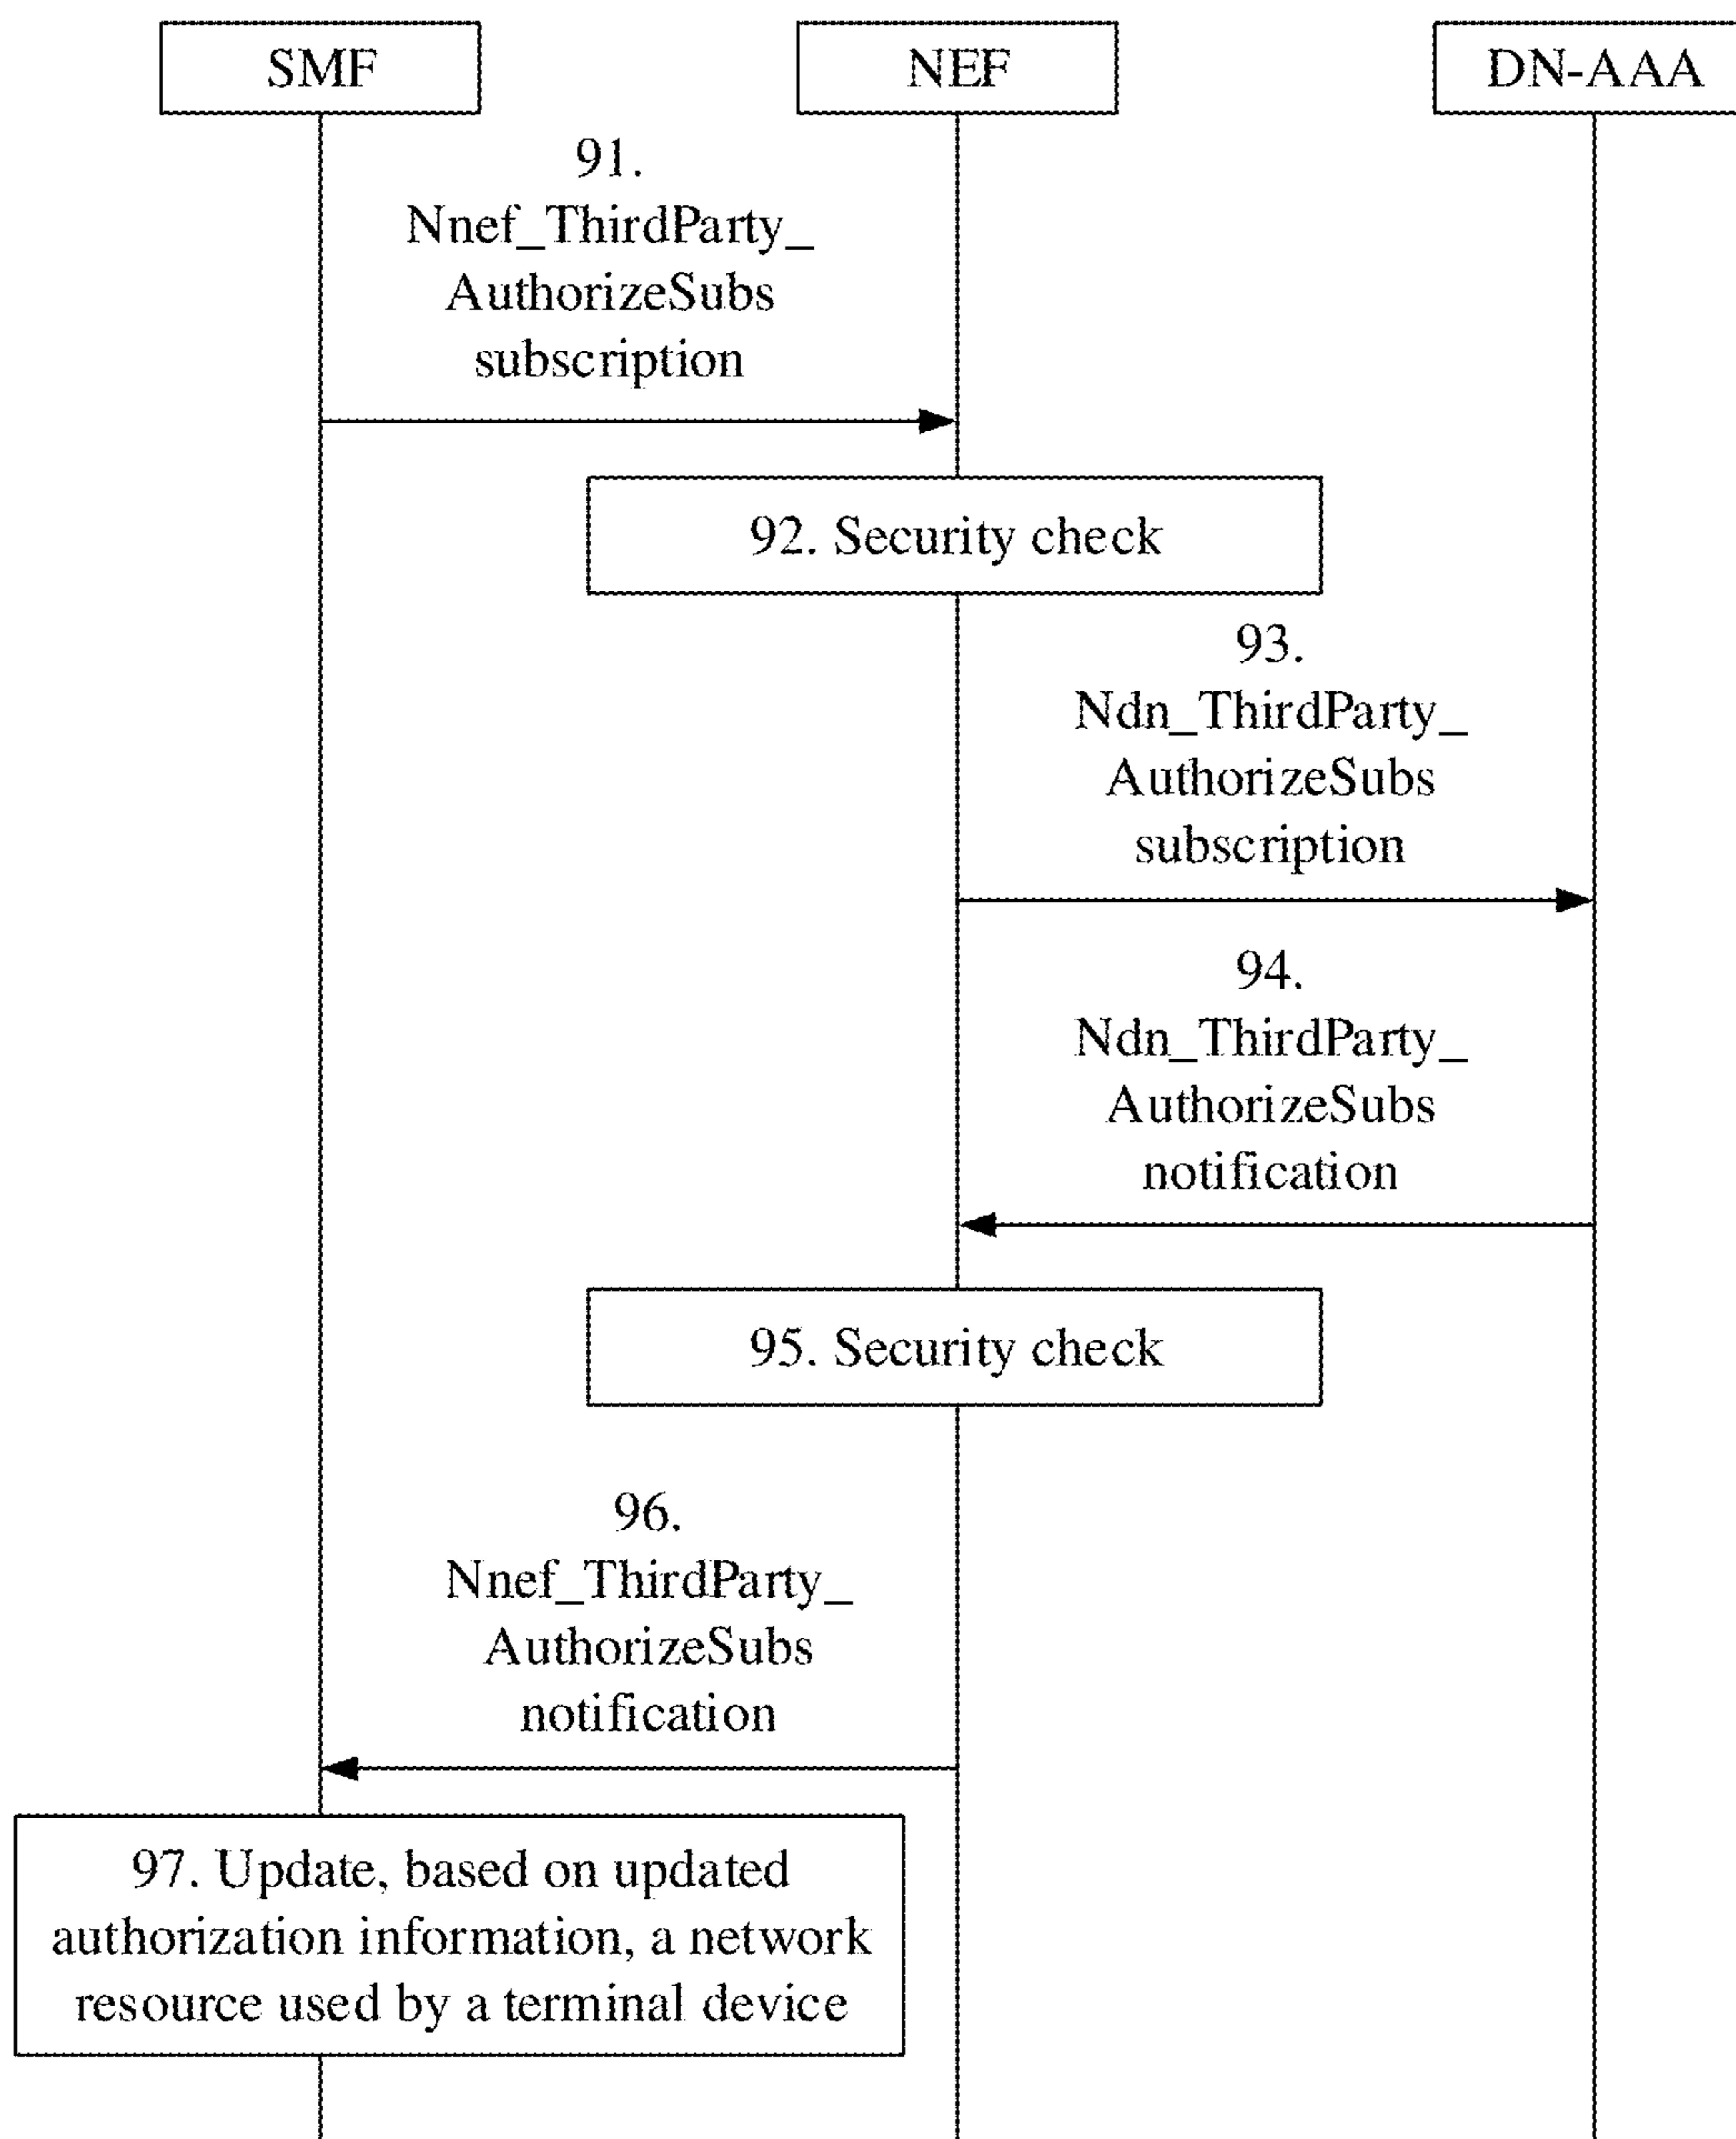 SMF
NEF
DN-AAA
91.
Nnef_ThirdParty_
AuthorizeSubs
subscription
92. Security check
93.
Ndn_ThirdParty_
AuthorizeSubs
subscription
94.
Ndn_ThirdParty_
AuthorizeSubs
notification
95. Security check
96.
Nnef_ThirdParty_
AuthorizeSubs
notification
97. Update, based on updated
authorization information, a network
resource used by a terminal device